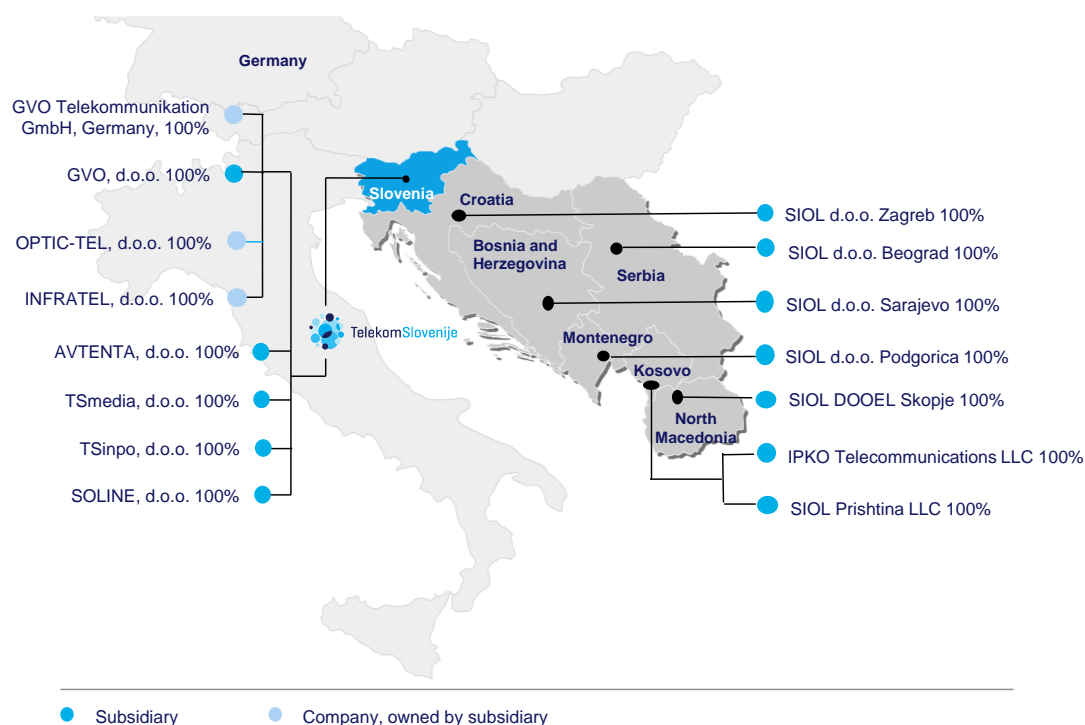 Germany
GVO Telekommunikation
GmbH, Germany, 100%
GVO, d.o.o. 100%
OPTIC-TEL, d.o.o. 100%
INFRATEL, d.o.o. 100%
AVTENTA, d.o.o. 100%
TSmedia, d.o.o. 100%
TSinpo, d.o.o. 100%
SOLINE, d.o.o. 100%
TelekomSlovenije
Slovenia
Croatia
Bosnia and
Herzegovina
Serbia
Montenegro
Kosovo
North
Macedonia
SIOL d.o.o. Zagreb 100%
SIOL d.o.o. Beograd 100%
SIOL d.o.o. Sarajevo 100%
SIOL d.o.o. Podgorica 100%
SIOL DOOEL Skopje 100%
IPKO Telecommunications LLC 100%
SIOL Prishtina LLC 100%
Subsidiary
Company, owned by subsidiary